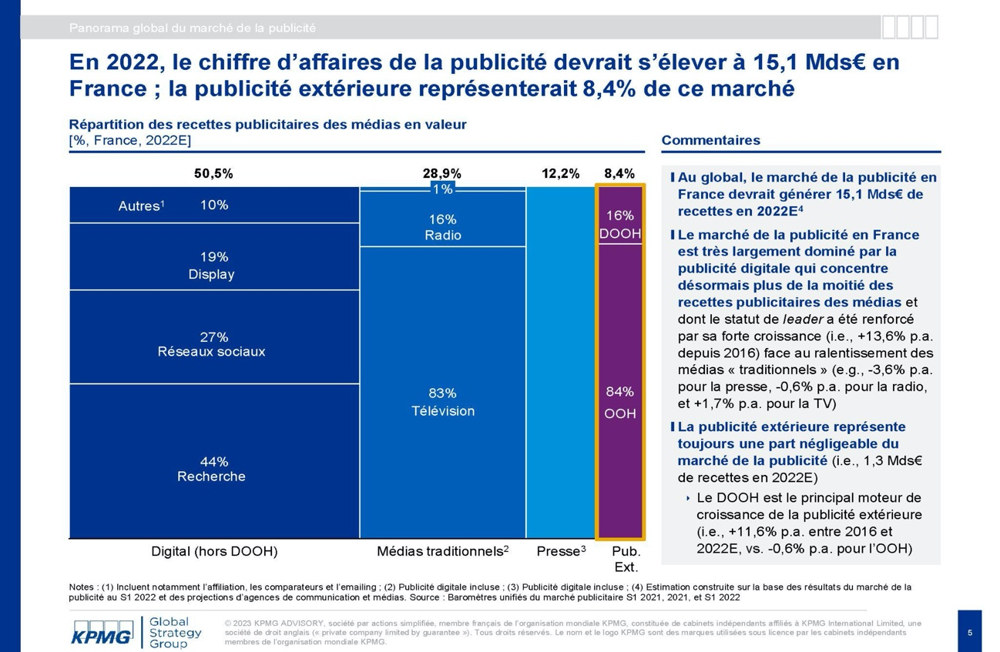 Panorama global du marché de la publicité
En 2022, le chiffre d’affaires de la publicité devrait s’élever à 15,1 Mds€ en
France ; la publicité extérieure représenterait 8,4% de ce marché
Répartition des recettes publicitaires des médias en valeur
[%, France, 2022E]
50,5%
28,9%
12,2%
8,4%
Autres¹
10%
19%
Display
27%
Réseaux sociaux
44%
Recherche
1%
16%
Radio
83%
Télévision
16%
DOOH
84%
OOH
Digital (hors DOOH)
Médias traditionnels²
Presse³
Pub.
Ext.
Commentaires
Au global, le marché de la publicité en
France devrait générer 15,1 Mds€ de
recettes en 2022E⁴
Le marché de la publicité en France
est très largement dominé par la
publicité digitale qui concentre
désormais plus de la moitié des
recettes publicitaires des médias et
dont le statut de leader a été renforcé
par sa forte croissance (i.e., +13,6% p.a.
depuis 2016) face au ralentissement des
médias « traditionnels » (e.g., -3,6% p.a.
pour la presse, -0,6% p.a. pour la radio,
et +1,7% p.a. pour la TV)
La publicité extérieure représente
toujours une part négligeable du
marché de la publicité (i.e., 1,3 Mds€
de recettes en 2022E)
Le DOOH est le principal moteur de
croissance de la publicité extérieure
(i.e., +11,6% p.a. entre 2016 et
2022E, vs. -0,6% p.a. pour l’OOH)
Notes : (1) Incluent notamment l’affiliation, les comparateurs et l’emailing ; (2) Publicité digitale incluse ; (3) Publicité digitale incluse ; (4) Estimation construite sur la base des résultats du marché de la
publicité au S1 2022 et des projections d’agences de communication et médias. Source : Baromètres unifiés du marché publicitaire S1 2021, 2021, et S1 2022
KPMG
Global
Strategy
Group
© 2023 KPMG ADVISORY, société par actions simplifiée, membre français de l’organisation mondiale KPMG, constituée de cabinets indépendants affiliés à KPMG International Limited, une
société de droit anglais (« private company limited by guarantee »). Tous droits réservés. Le nom et le logo KPMG sont des marques utilisées sous licence par les cabinets indépendants
membres de l’organisation mondiale KPMG.
5